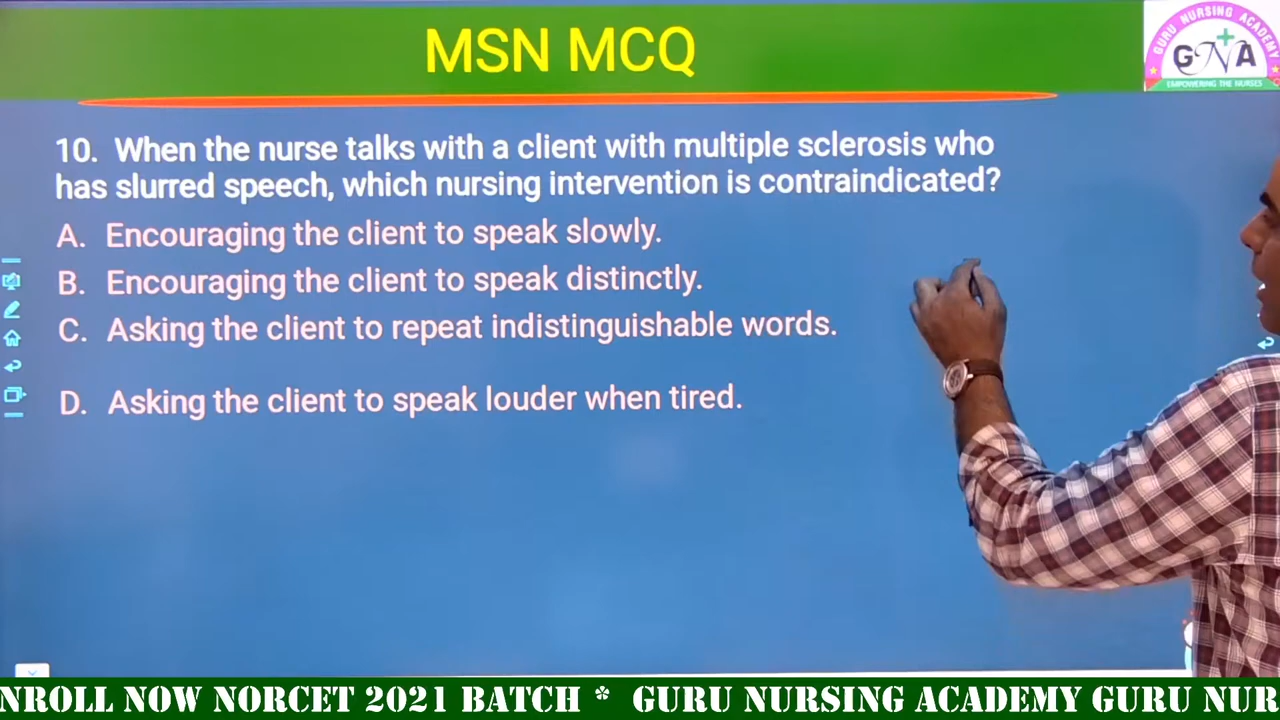 MSN MCQ
GURU NURSING ACADEMY
GNA
EMPOWERING THE NURSES
10. When the nurse talks with a client with multiple sclerosis who
has slurred speech, which nursing intervention is contraindicated?
A. Encouraging the client to speak slowly.
B. Encouraging the client to speak distinctly.
C. Asking the client to repeat indistinguishable words.
D. Asking the client to speak louder when tired.
NROLL NOW NORCET 2021 BATCH * GURU NURSING ACADEMY GURU NUR